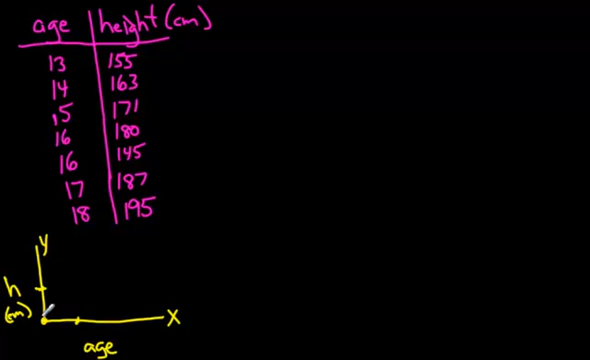 age height (cm)
13 155
14 163
15 171
16 180
16 145
17 187
18 195
y
h
(cm)
x
age